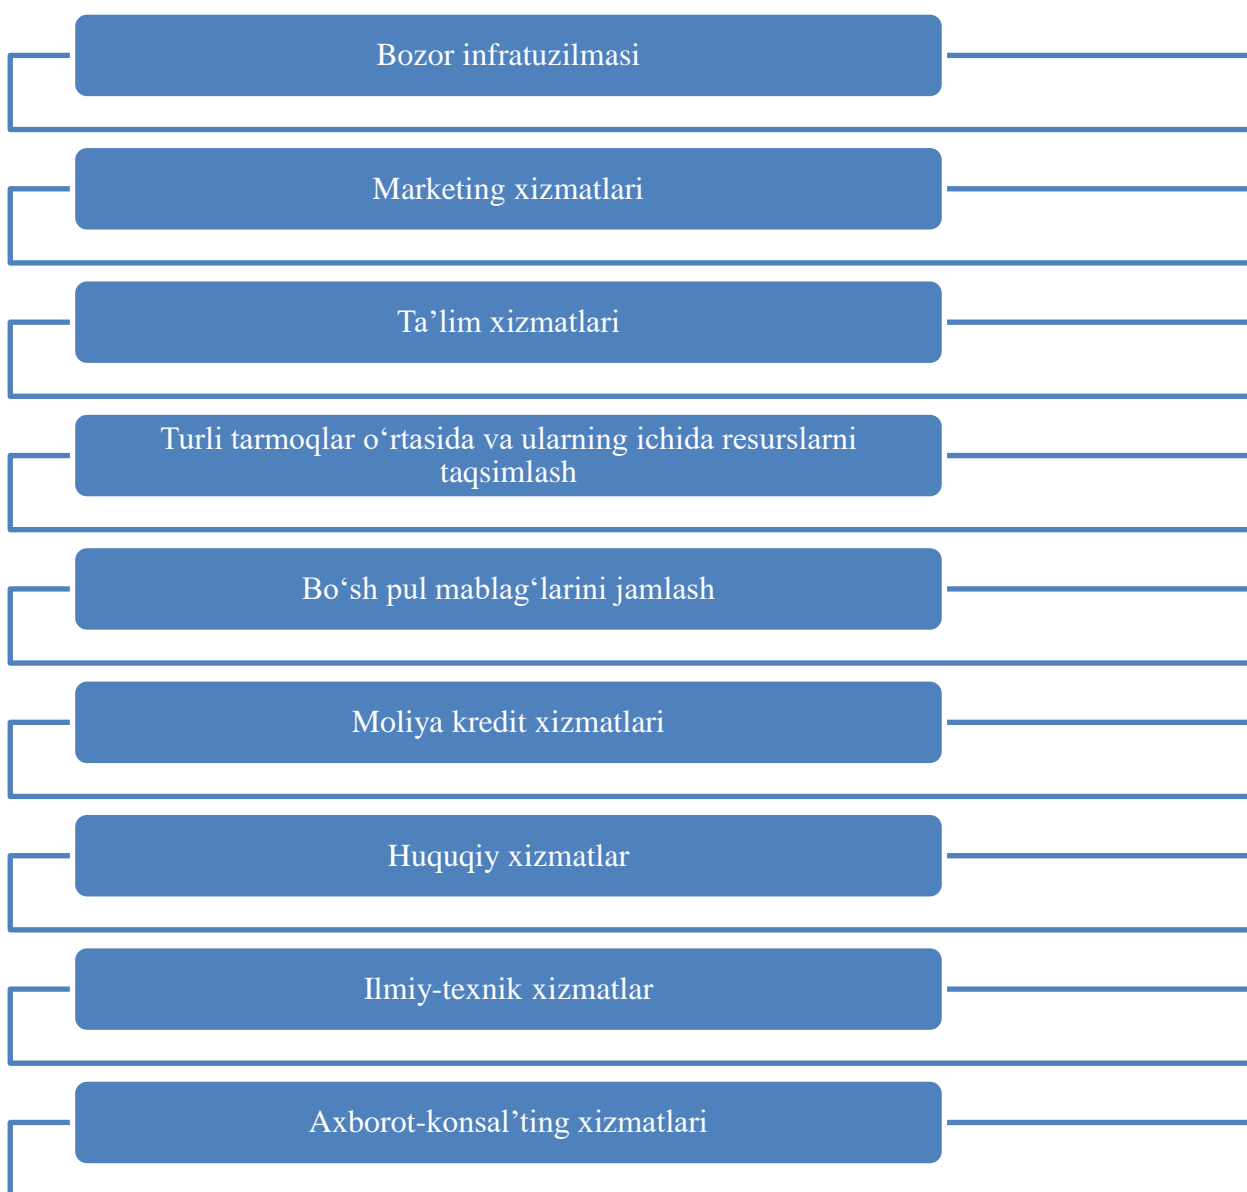 Bozor infratuzilmasi
Marketing xizmatlari
Ta’lim xizmatlari
Turli tarmoqlar o‘rtasida va ularning ichida resurslarni
taqsimlash
Bo‘sh pul mablag‘larini jamlash
Moliya kredit xizmatlari
Huquqiy xizmatlar
Ilmiy-texnik xizmatlar
Axborot-konsal’ting xizmatlari